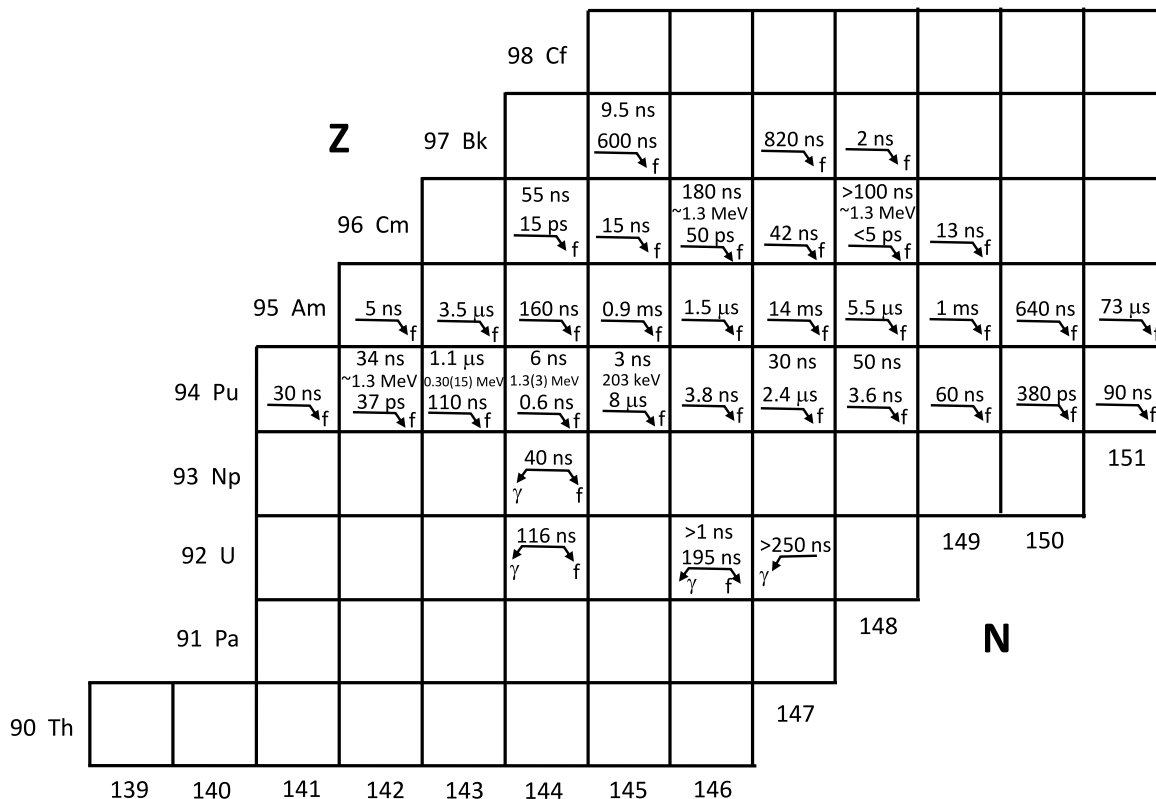 98 Cf
9.5 ns
Z
97 Bk
600 ns
f
820 ns
f
2 ns
f
55 ns
180 ns
~1.3 MeV
>100 ns
~1.3 MeV
96 Cm
15 ps
f
15 ns
f
50 ps
f
42 ns
f
<5 ps
f
13 ns
f
95 Am
5 ns
f
3.5 μs
f
160 ns
f
0.9 ms
f
1.5 μs
f
14 ms
f
5.5 μs
f
1 ms
f
640 ns
f
73 μs
f
94 Pu
30 ns
f
34 ns
~1.3 MeV
37 ps
f
1.1 μs
0.30(15) MeV
110 ns
f
6 ns
1.3(3) MeV
0.6 ns
f
3 ns
203 keV
8 μs
f
3.8 ns
f
30 ns
2.4 μs
f
50 ns
3.6 ns
f
60 ns
f
380 ps
f
90 ns
f
93 Np
40 ns
γ f
151
92 U
116 ns
γ f
>1 ns
195 ns
γ f
>250 ns
γ
149 150
91 Pa
148
N
90 Th
147
139 140 141 142 143 144 145 146